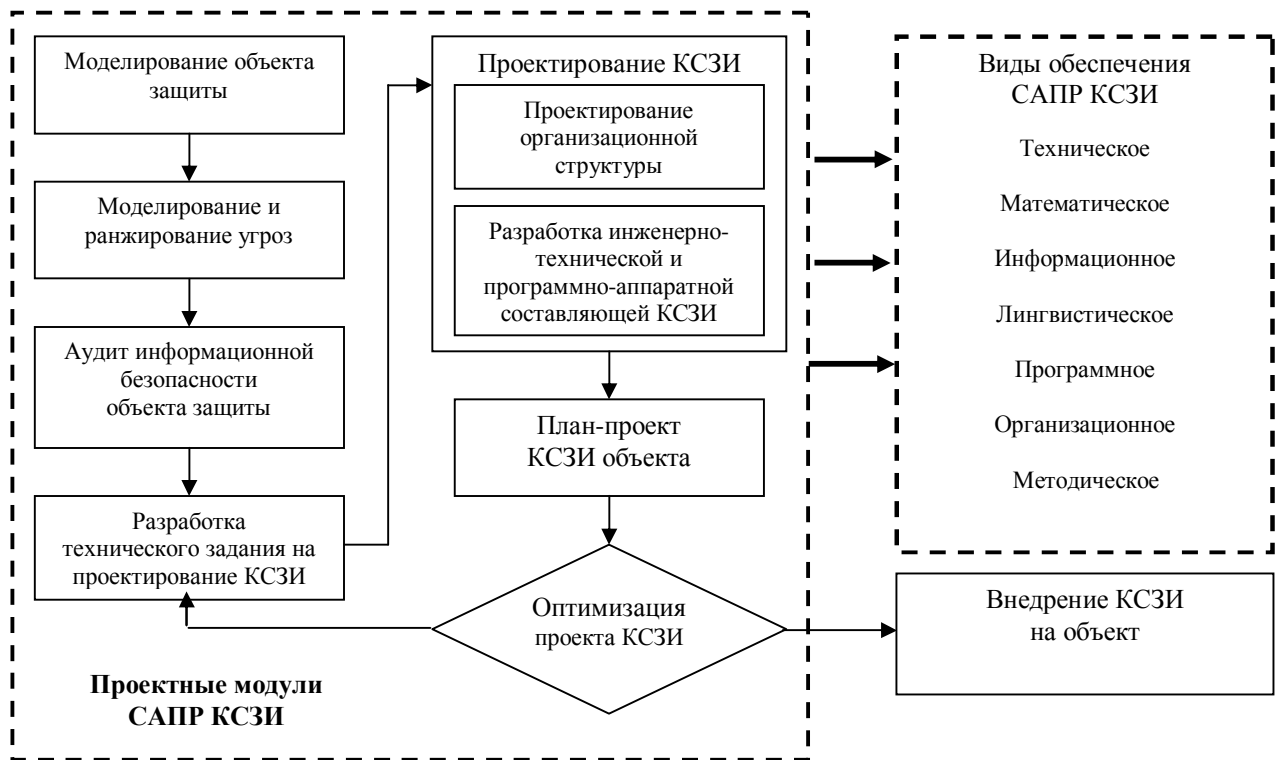 Моделирование объекта
защиты
Моделирование и
ранжирование угроз
Аудит информационной
безопасности
объекта защиты
Разработка
технического задания на
проектирование КСЗИ
Проектирование КСЗИ
Проектирование
организационной
структуры
Разработка инженерно-
технической и
программно-аппаратной
составляющей КСЗИ
План-проект
КСЗИ объекта
Оптимизация
проекта КСЗИ
Проектные модули
САПР КСЗИ
Виды обеспечения
САПР КСЗИ
Техническое
Математическое
Информационное
Лингвистическое
Программное
Организационное
Методическое
Внедрение КСЗИ
на объект